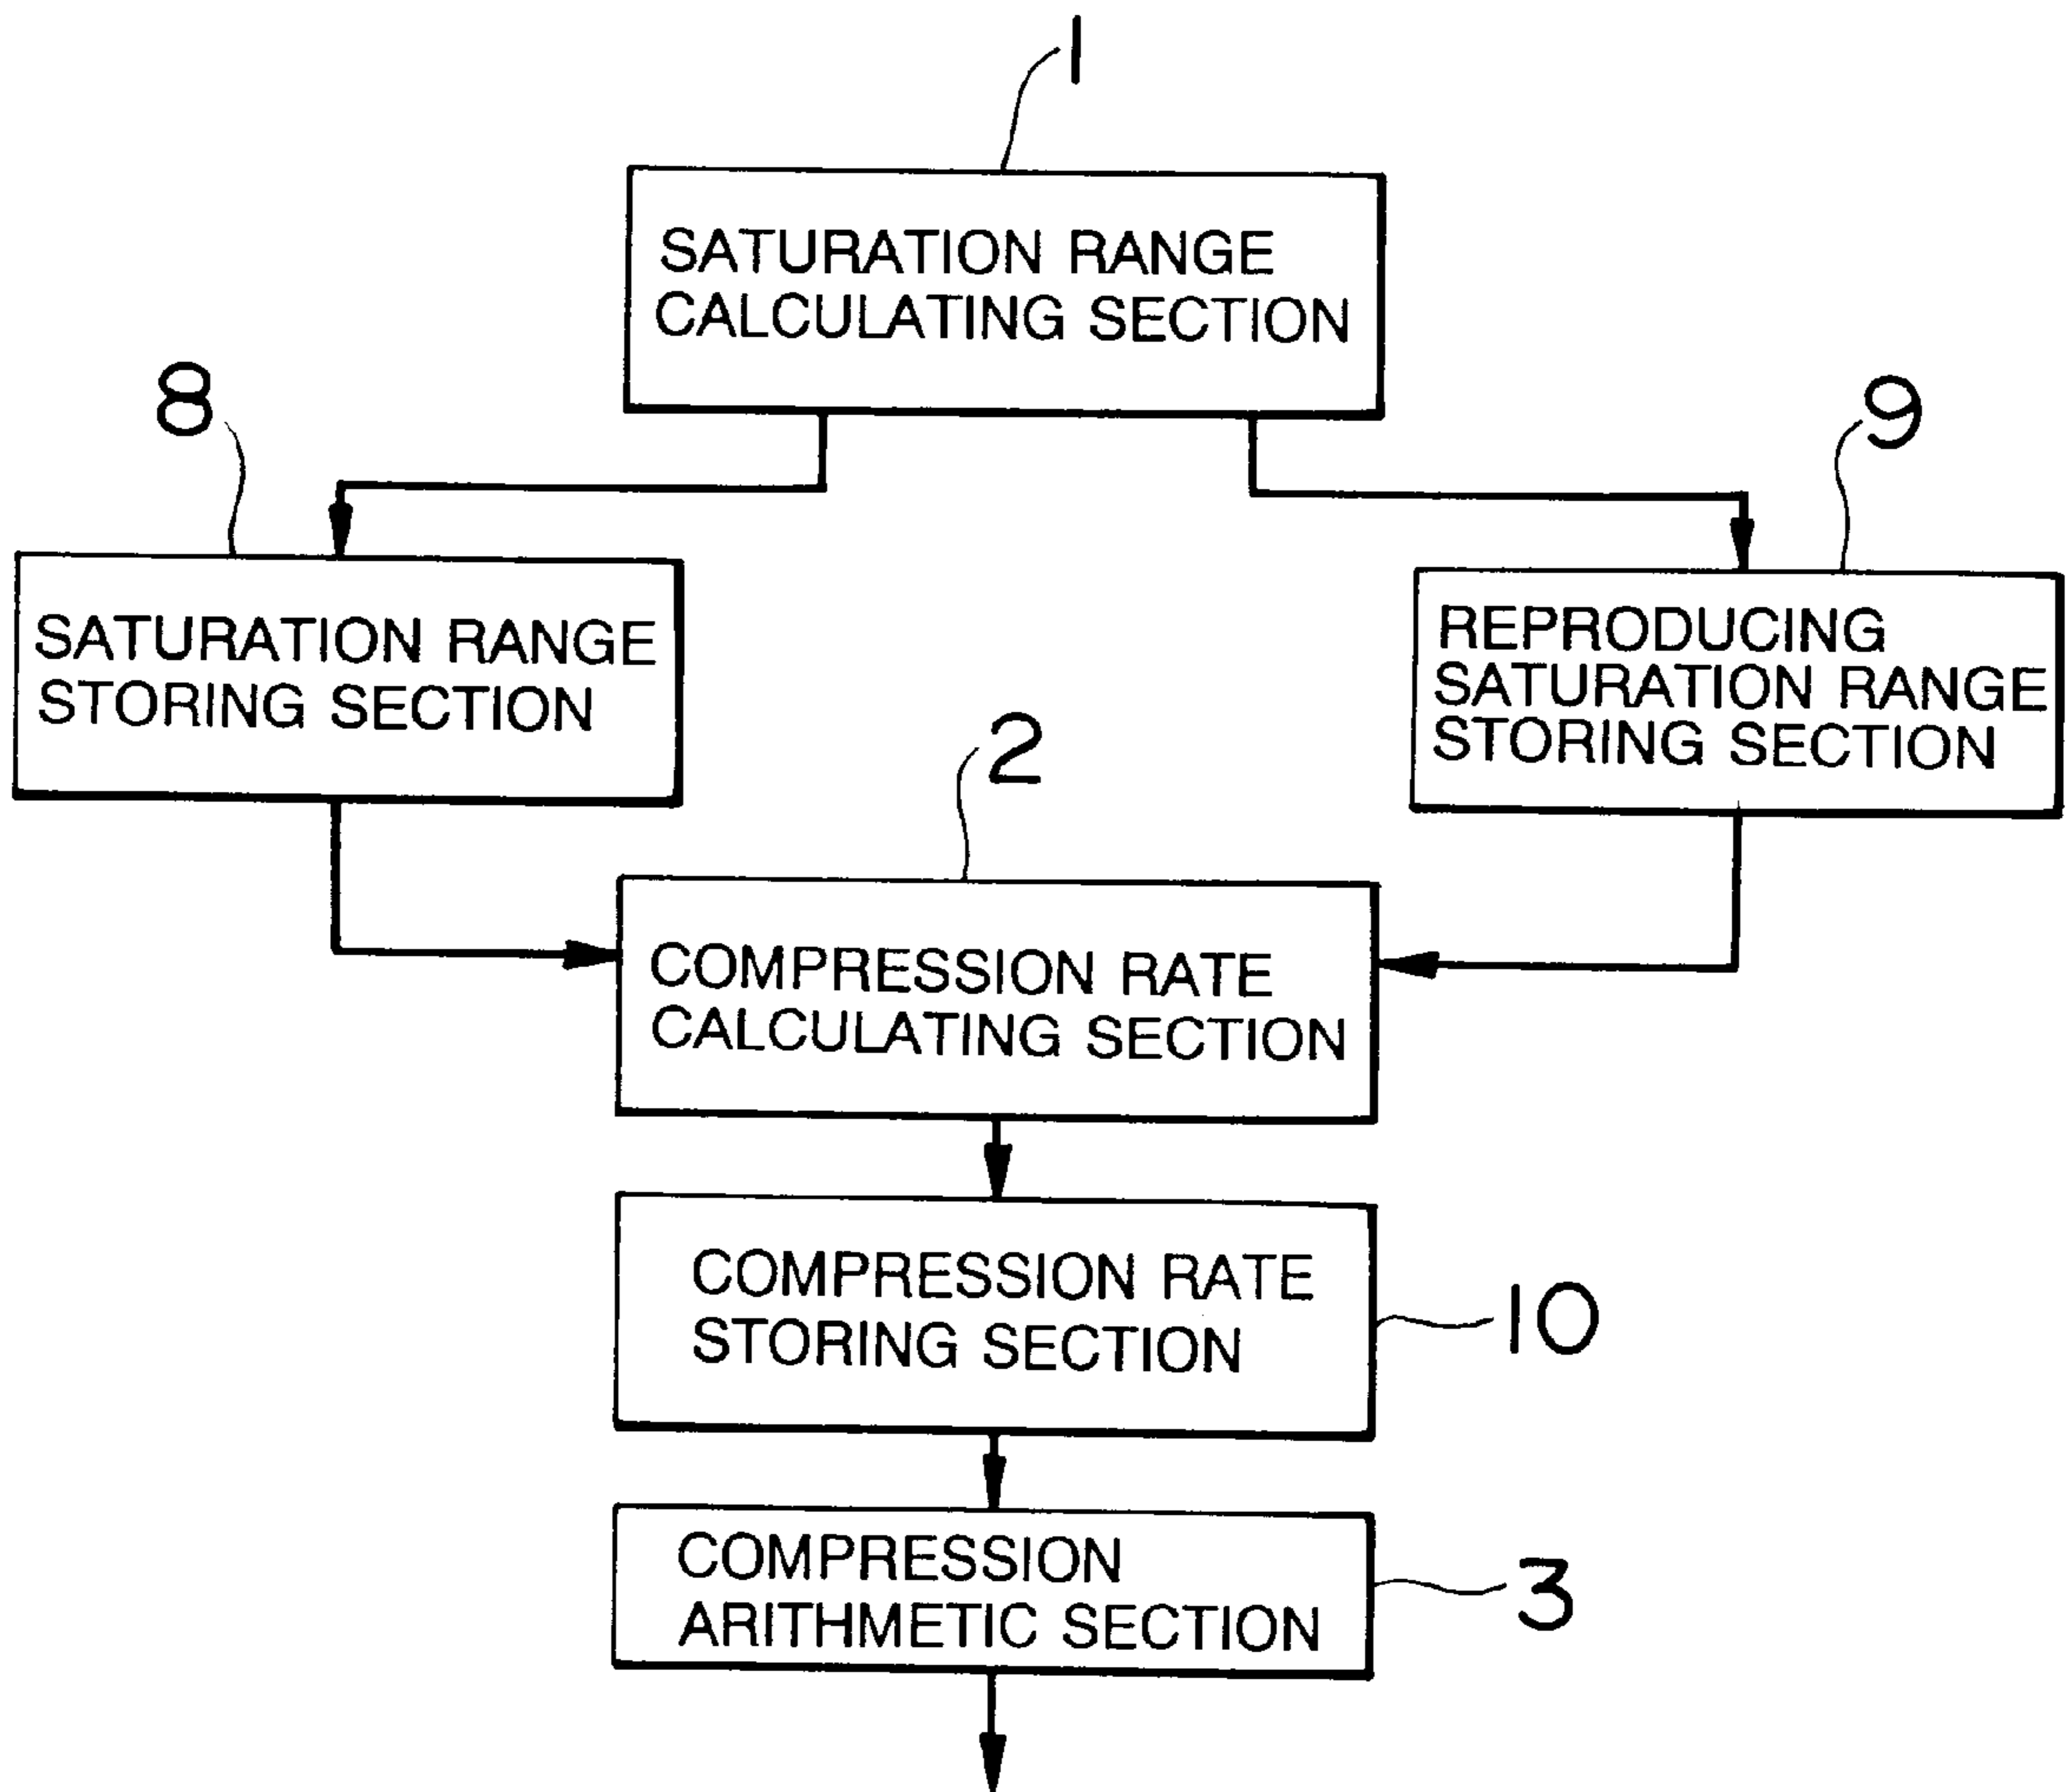 1
SATURATION RANGE
CALCULATING SECTION
8
9
SATURATION RANGE
STORING SECTION
REPRODUCING
SATURATION RANGE
STORING SECTION
2
COMPRESSION RATE
CALCULATING SECTION
COMPRESSION RATE
STORING SECTION
10
COMPRESSION
ARITHMETIC SECTION
3